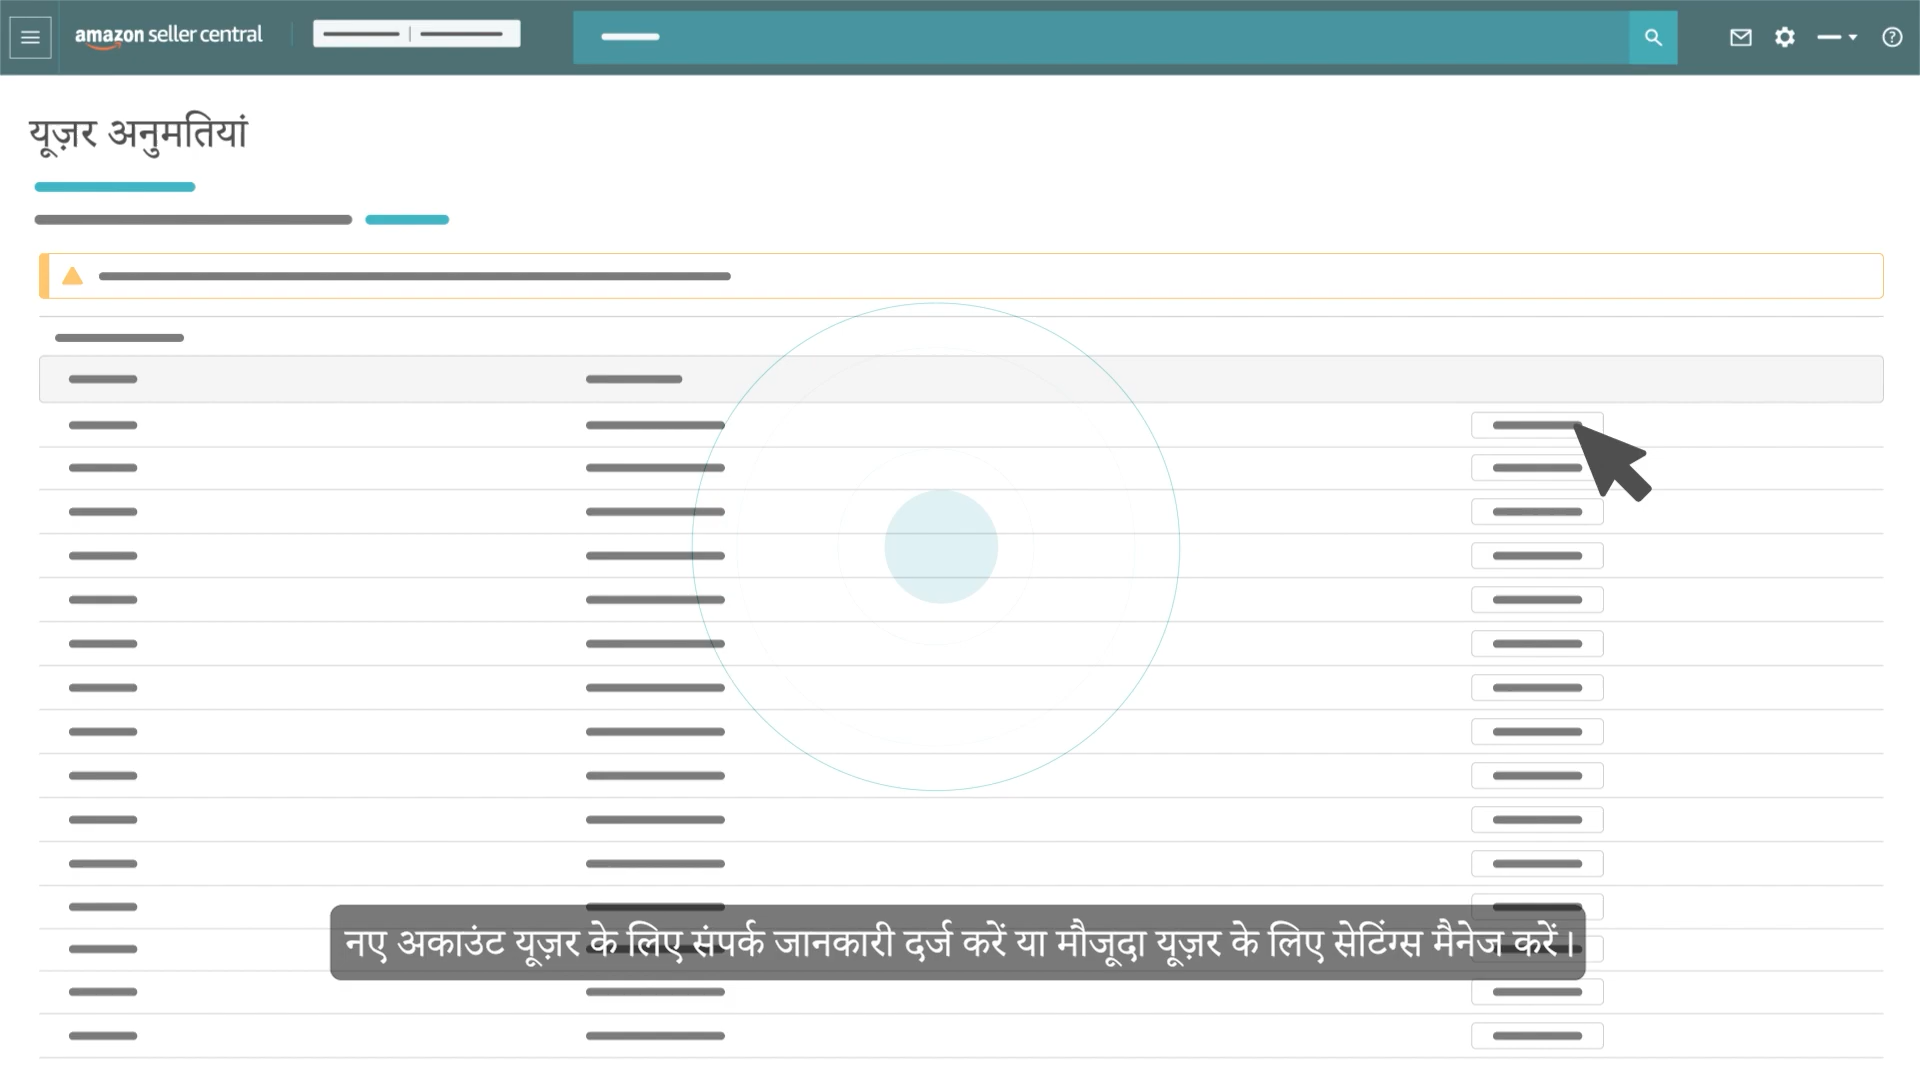 amazon seller central
यूज़र अनुमतियां
नए अकाउंट यूज़र के लिए संपर्क जानकारी दर्ज करें या मौजूदा यूज़र के लिए सेटिंग्स मैनेज करें।